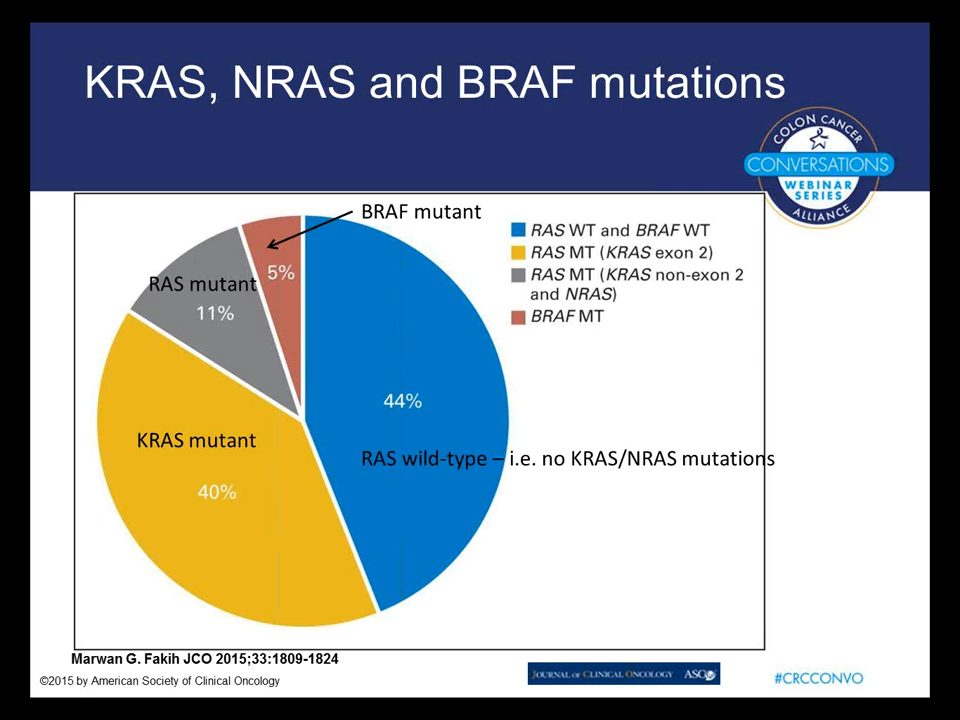 KRAS, NRAS and BRAF mutations
COLON CANCER
CONVERSATIONS
WEBINAR
SERIES
ALLIANCE
BRAF mutant
RAS WT and BRAF WT
RAS MT (KRAS exon 2)
RAS MT (KRAS non-exon 2
and NRAS)
BRAF MT
5%
RAS mutant
11%
44%
KRAS mutant
RAS wild-type – i.e. no KRAS/NRAS mutations
40%
Marwan G. Fakih JCO 2015;33:1809-1824
©2015 by American Society of Clinical Oncology
JOURNAL OF CLINICAL ONCOLOGY ASCO
#CRCCONVO